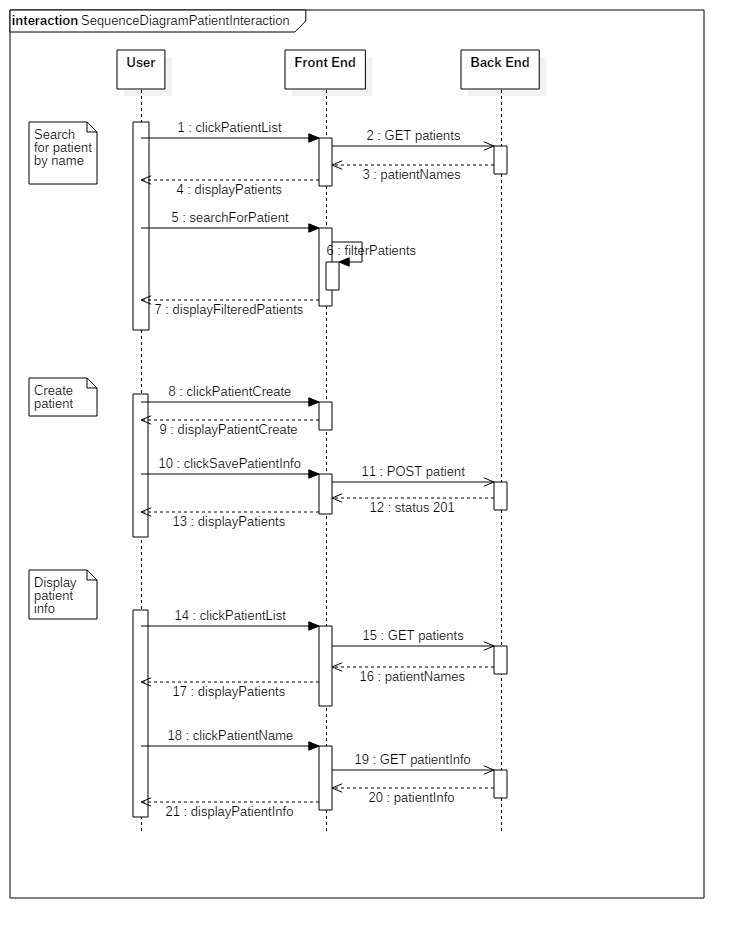 interaction SequenceDiagramPatientInteraction
User
Front End
Back End
Search
for patient
by name
1 : clickPatientList
2 : GET patients
3 : patientNames
4 : displayPatients
5 : searchForPatient
6 : filterPatients
7 : displayFilteredPatients
Create
patient
8 : clickPatientCreate
9 : displayPatientCreate
10 : clickSavePatientInfo
11 : POST patient
12 : status 201
13 : displayPatients
Display
patient
info
14 : clickPatientList
15 : GET patients
16 : patientNames
17 : displayPatients
18 : clickPatientName
19 : GET patientInfo
20 : patientInfo
21 : displayPatientInfo